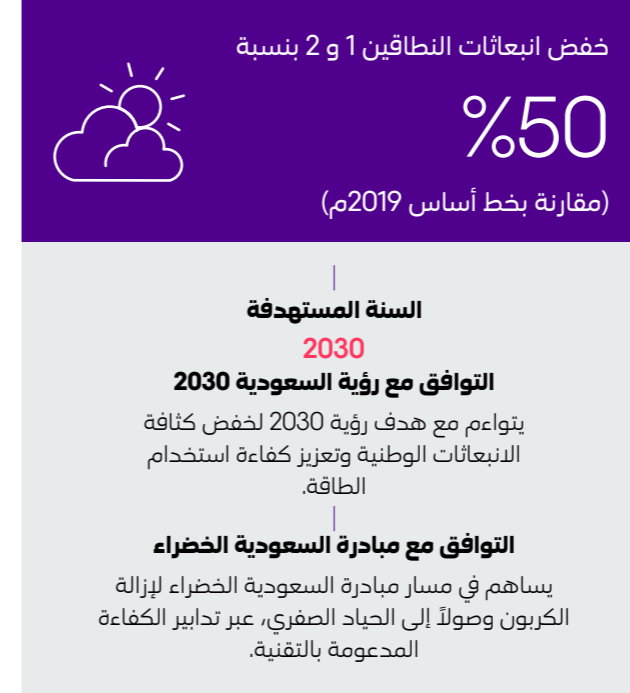 خفض انبعاثات النطاقين 1 و 2 بنسبة
%50
(مقارنة بخط أساس 2019م)
السنة المستهدفة
2030
التوافق مع رؤية السعودية 2030
يتواءم مع هدف رؤية 2030 لخفض كثافة
الانبعاثات الوطنية وتعزيز كفاءة استخدام
الطاقة.
التوافق مع مبادرة السعودية الخضراء
يساهم في مسار مبادرة السعودية الخضراء لإزالة
الكربون وصولاً إلى الحياد الصفري، عبر تدابير الكفاءة
المدعومة بالتقنية.